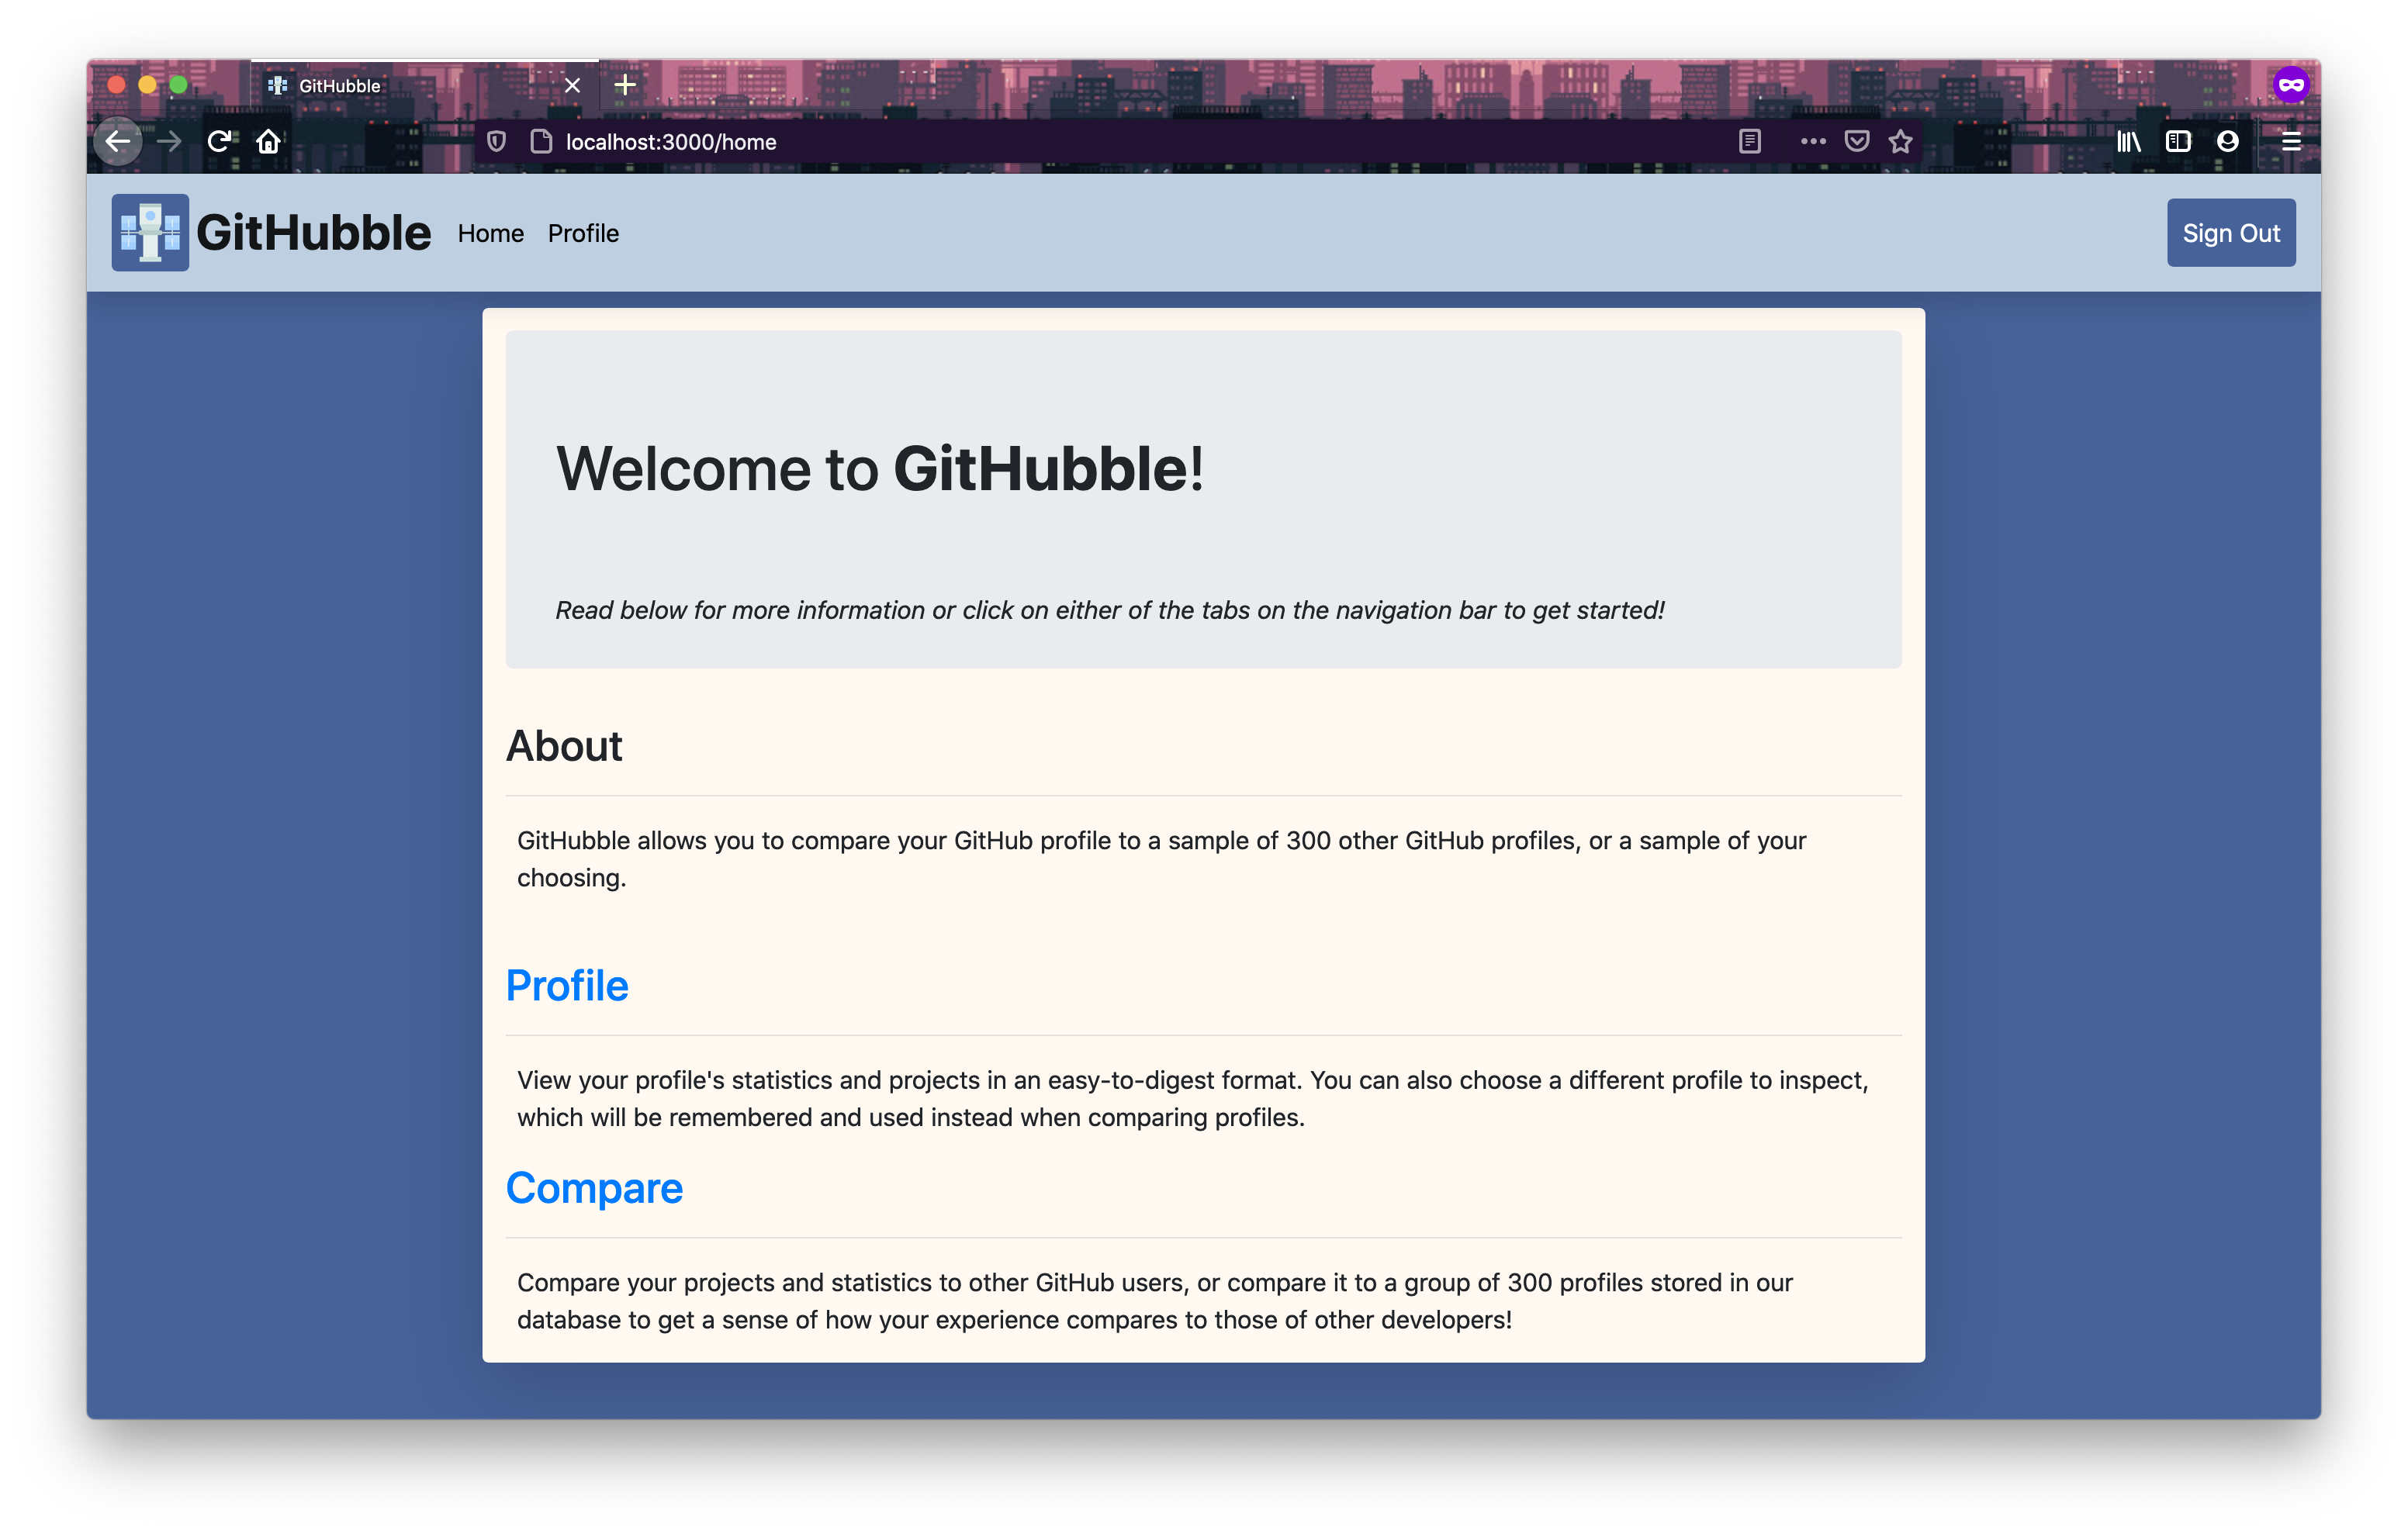 GitHubble
localhost:3000/home
GitHubble Home Profile Sign Out
Welcome to GitHubble!
Read below for more information or click on either of the tabs on the navigation bar to get started!
About
GitHubble allows you to compare your GitHub profile to a sample of 300 other GitHub profiles, or a sample of your
choosing.
Profile
View your profile's statistics and projects in an easy-to-digest format. You can also choose a different profile to inspect,
which will be remembered and used instead when comparing profiles.
Compare
Compare your projects and statistics to other GitHub users, or compare it to a group of 300 profiles stored in our
database to get a sense of how your experience compares to those of other developers!